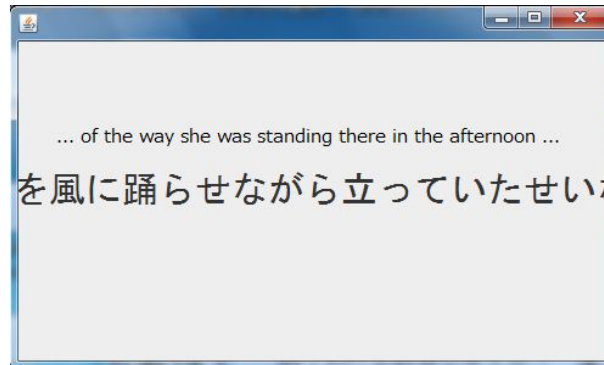 ... of the way she was standing there in the afternoon ...
を風に踊らせながら立っていたせい